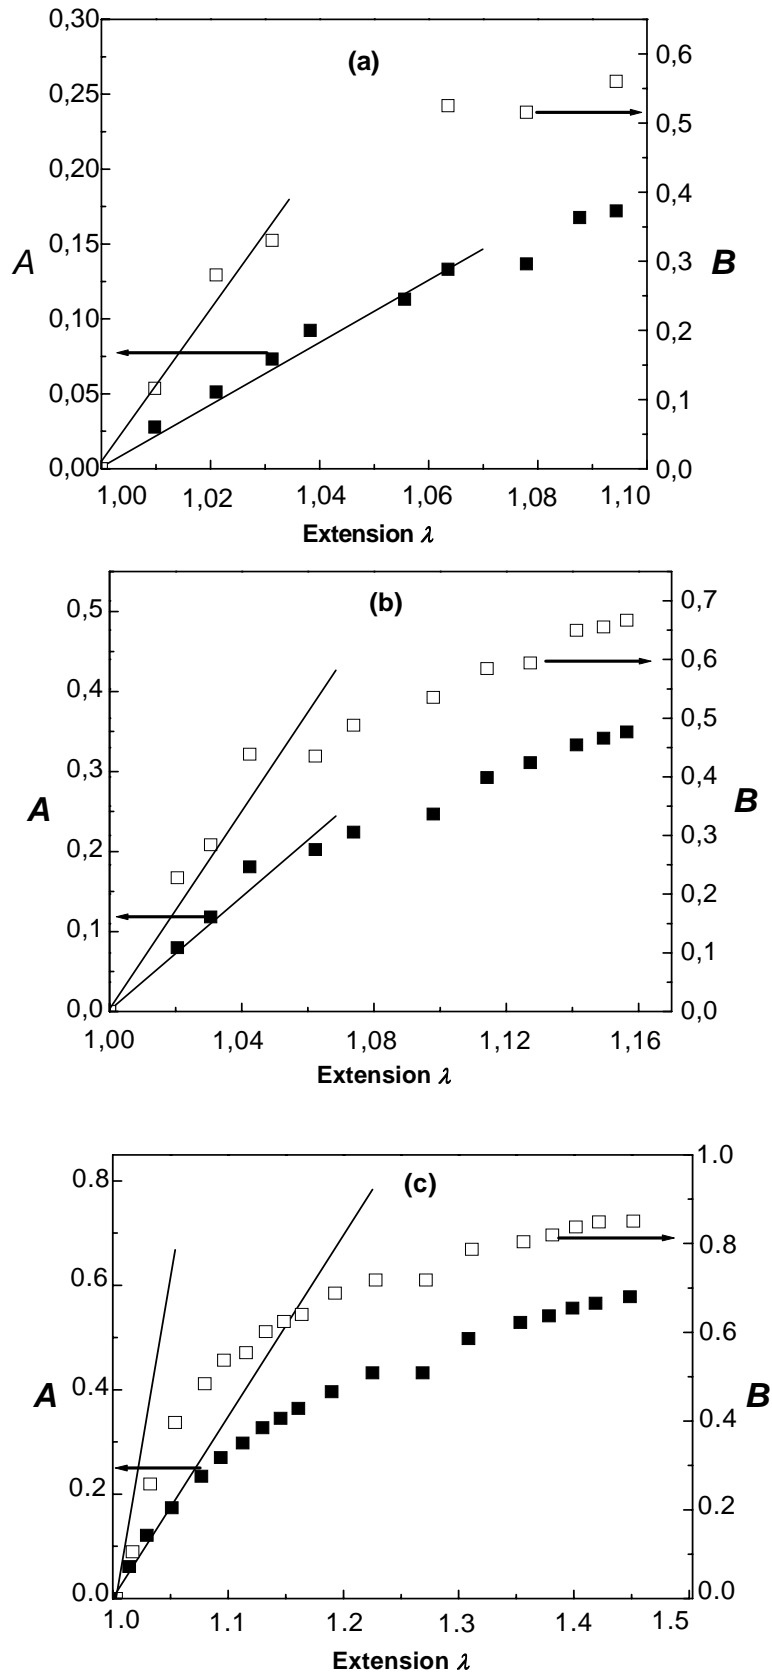 (a)
0,30
0,25
0,20
0,15
0,10
0,05
0,00
A
0,6
0,5
0,4
0,3
0,2
0,1
0,0
B
1,00 1,02 1,04 1,06 1,08 1,10
Extension λ
(b)
0,5
0,4
0,3
0,2
0,1
0,0
A
0,7
0,6
0,5
0,4
0,3
0,2
0,1
0,0
B
1,00 1,04 1,08 1,12 1,16
Extension λ
(c)
0.8
0.6
0.4
0.2
0.0
A
1.0
0.8
0.6
0.4
0.2
0.0
B
1.0 1.1 1.2 1.3 1.4 1.5
Extension λ